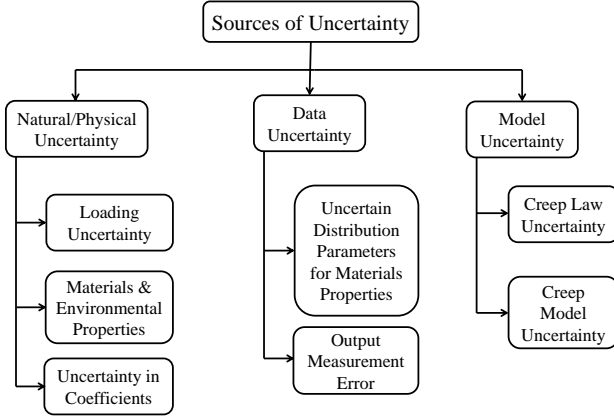 Sources of Uncertainty
Natural/Physical
Uncertainty
Data
Uncertainty
Model
Uncertainty
Loading
Uncertainty
Materials &
Environmental
Properties
Uncertainty in
Coefficients
Uncertain
Distribution
Parameters
for Materials
Properties
Output
Measurement
Error
Creep Law
Uncertainty
Creep
Model
Uncertainty